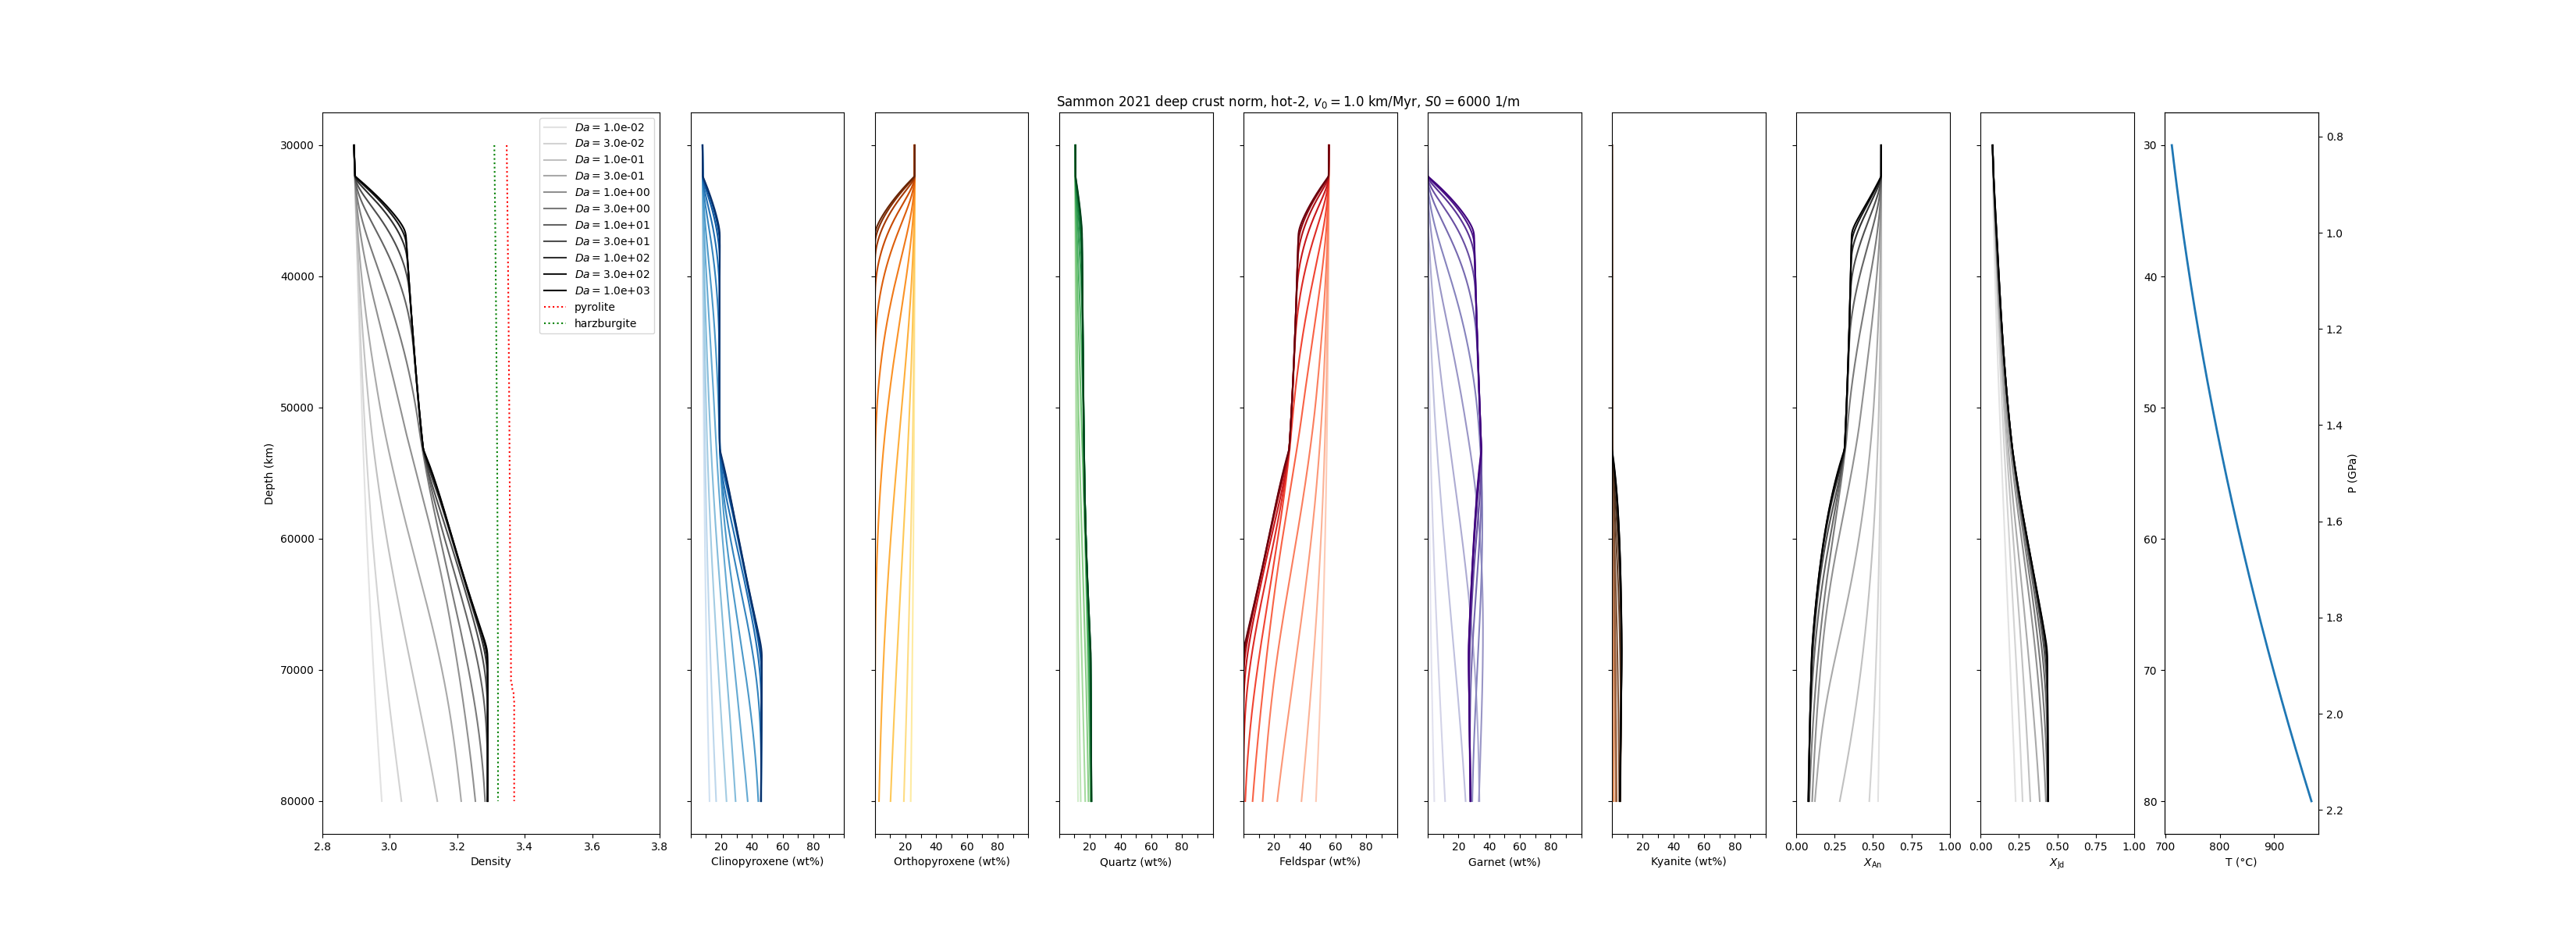 Sammon 2021 deep crust norm, hot-2, v₀ = 1.0 km/Myr, S0 = 6000 1/m
Da = 1.0e-02
Da = 3.0e-02
Da = 1.0e-01
Da = 3.0e-01
Da = 1.0e+00
Da = 3.0e+00
Da = 1.0e+01
Da = 3.0e+01
Da = 1.0e+02
Da = 3.0e+02
Da = 1.0e+03
pyrolite
harzburgite
Depth (km)
30000
40000
50000
60000
70000
80000
2.8 3.0 3.2 3.4 3.6 3.8
Density
20 40 60 80
Clinopyroxene (wt%)
20 40 60 80
Orthopyroxene (wt%)
20 40 60 80
Quartz (wt%)
20 40 60 80
Feldspar (wt%)
20 40 60 80
Garnet (wt%)
20 40 60 80
Kyanite (wt%)
0.00 0.25 0.50 0.75 1.00
X_An
0.00 0.25 0.50 0.75 1.00
X_Jd
30
40
50
60
70
80
700 800 900
T (°C)
0.8
1.0
1.2
1.4
1.6
1.8
2.0
2.2
P (GPa)